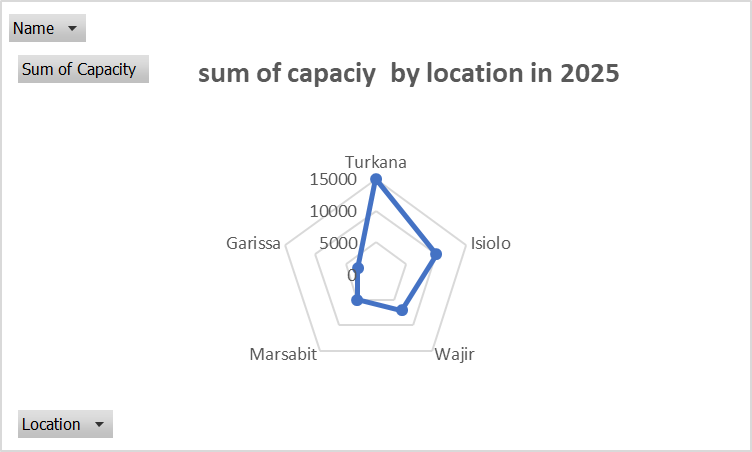 Name
Sum of Capacity
sum of capaciy  by location in 2025
Turkana
15000
10000
Garissa
5000
Isiolo
0
Marsabit
Wajir
Location